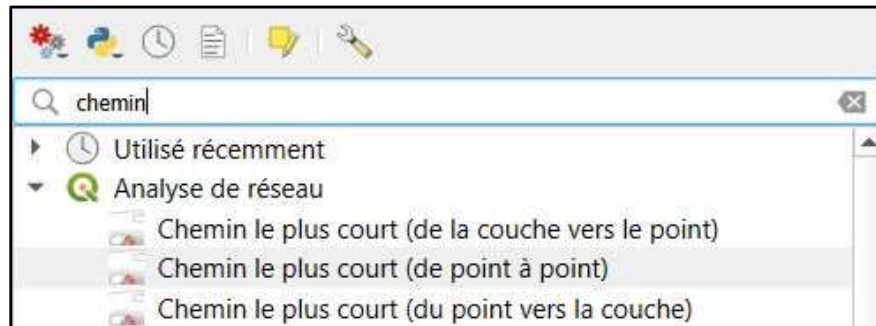 chemin
Utilisé récemment
Analyse de réseau
Chemin le plus court (de la couche vers le point)
Chemin le plus court (de point à point)
Chemin le plus court (du point vers la couche)